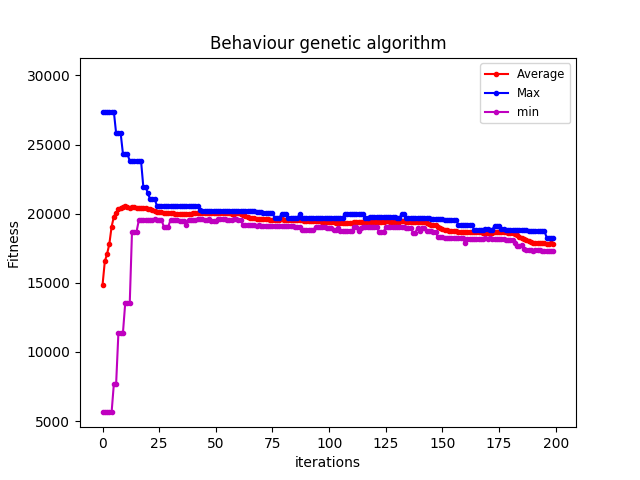 Behaviour genetic algorithm
30000
25000
20000
15000
10000
5000
Fitness
Average
Max
min
0 25 50 75 100 125 150 175 200
iterations